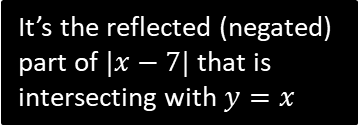 It’s the reflected (negated)
part of |𝑥 − 7| that is
intersecting with 𝑦 = 𝑥